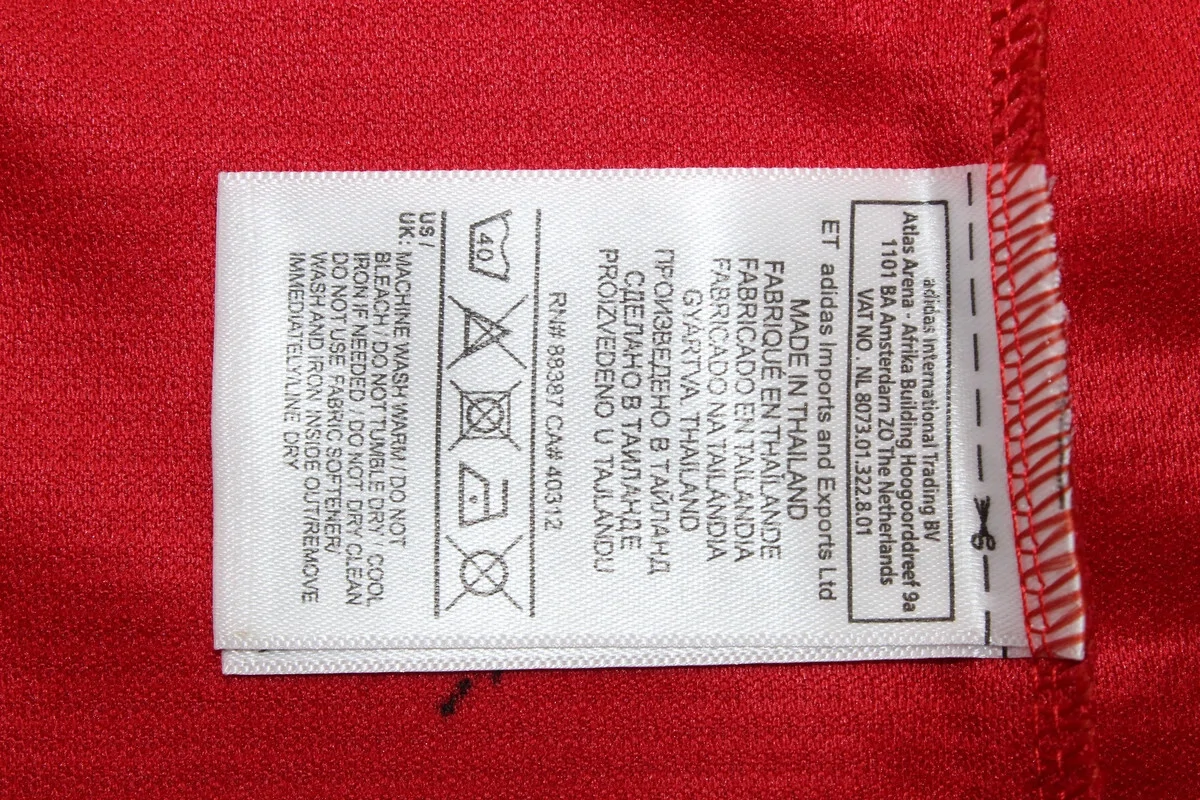 adidas International Trading BV
Atlas Arena · Afrika Building Hoogoorddreef 9a
1101 BA Amsterdam ZO The Netherlands
VAT NO. NL 8073.01.322.8.01
ET adidas Imports and Exports Ltd
MADE IN THAILAND
FABRIQUÉ EN THAÏLANDE
FABRICADO EN TAILANDIA
FABRICADO NA TAILÂNDIA
GYÁRTVA, THAILAND
ПРОИЗВЕДЕНО В ТАЙЛАНД
СДЕЛАНО В ТАИЛАНДЕ
PROIZVEDENO U TAJLANDU
RN# 88387 CA# 40312
40
US /
UK: MACHINE WASH WARM / DO NOT
BLEACH / DO NOT TUMBLE DRY / COOL
IRON IF NEEDED / DO NOT DRY CLEAN
DO NOT USE FABRIC SOFTENER/
WASH AND IRON INSIDE OUT/REMOVE
IMMEDIATELY/LINE DRY